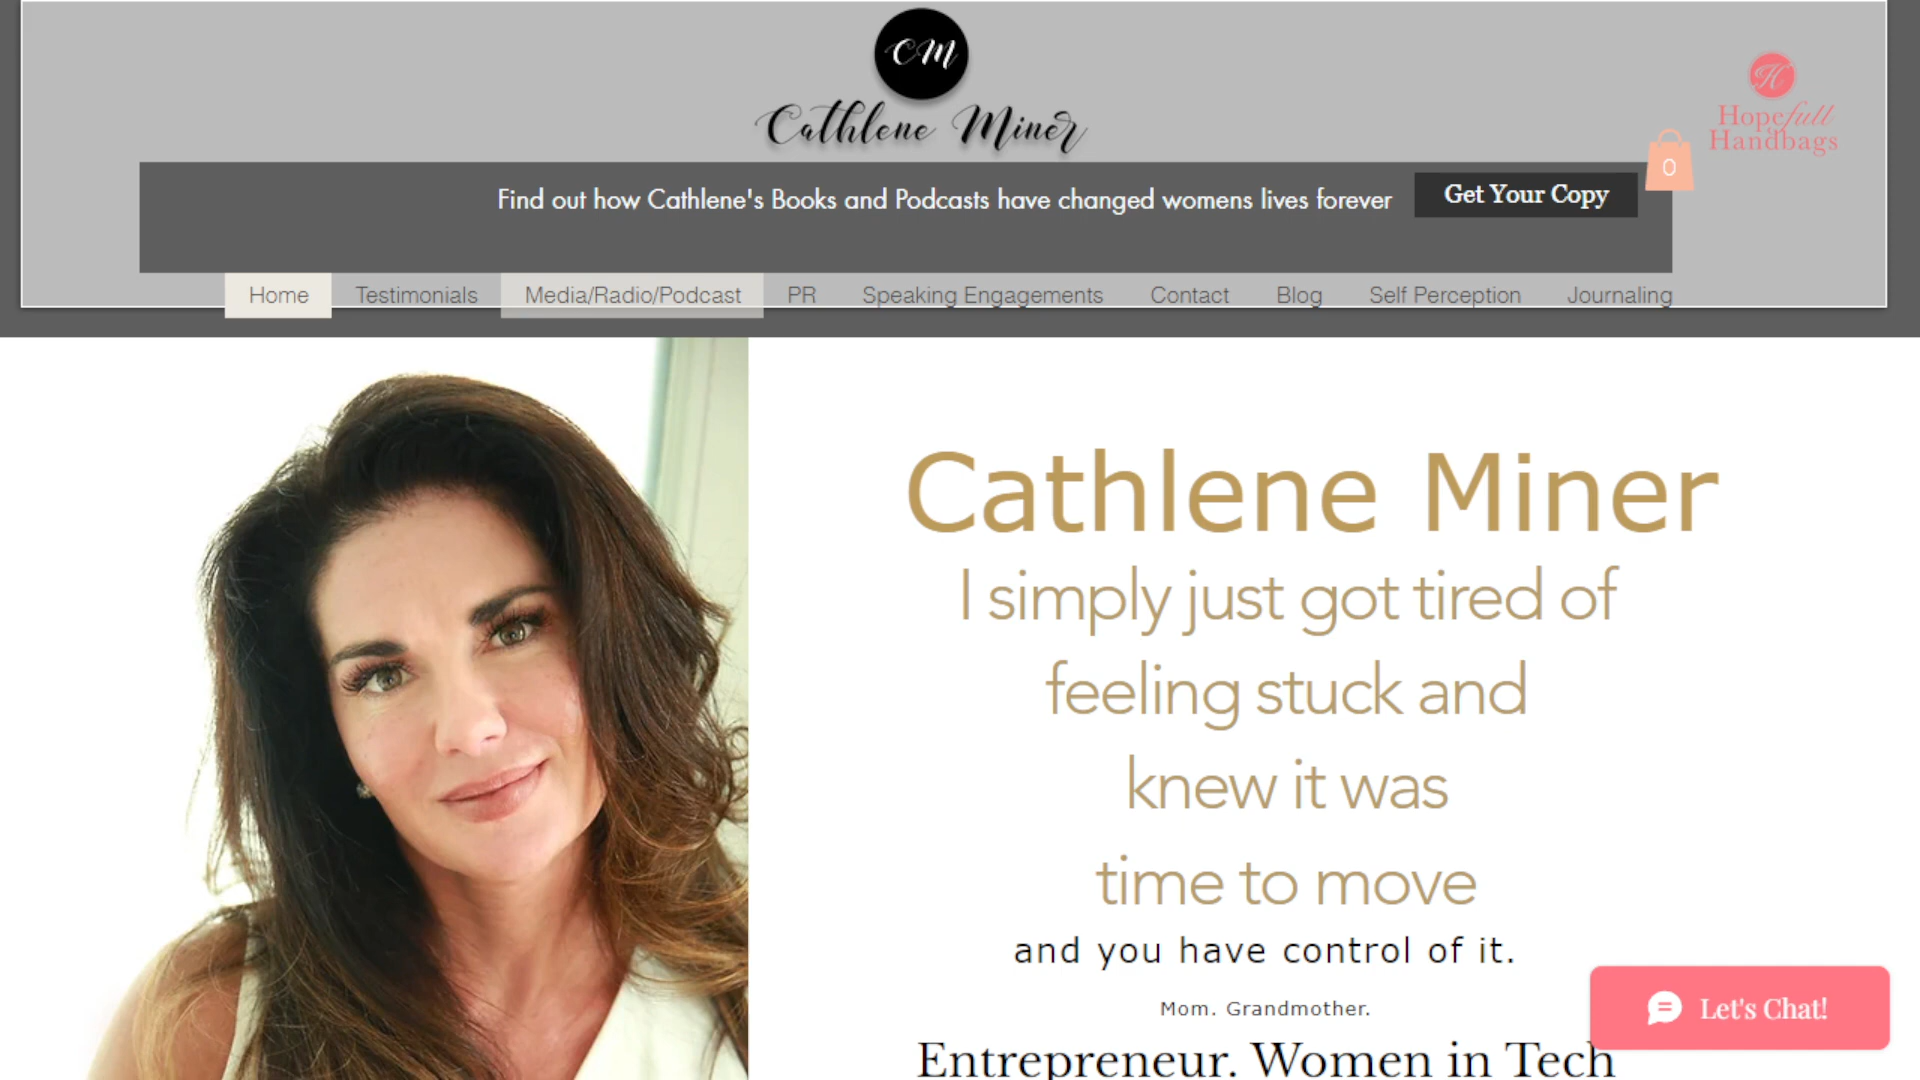 CM
Cathlene Miner
H
Hopefull
Handbags
0
Find out how Cathlene's Books and Podcasts have changed womens lives forever
Get Your Copy
Home Testimonials Media/Radio/Podcast PR Speaking Engagements Contact Blog Self Perception Journaling
Cathlene Miner
I simply just got tired of
feeling stuck and
knew it was
time to move
and you have control of it.
Mom. Grandmother.
Entrepreneur. Women in Tech
Let's Chat!